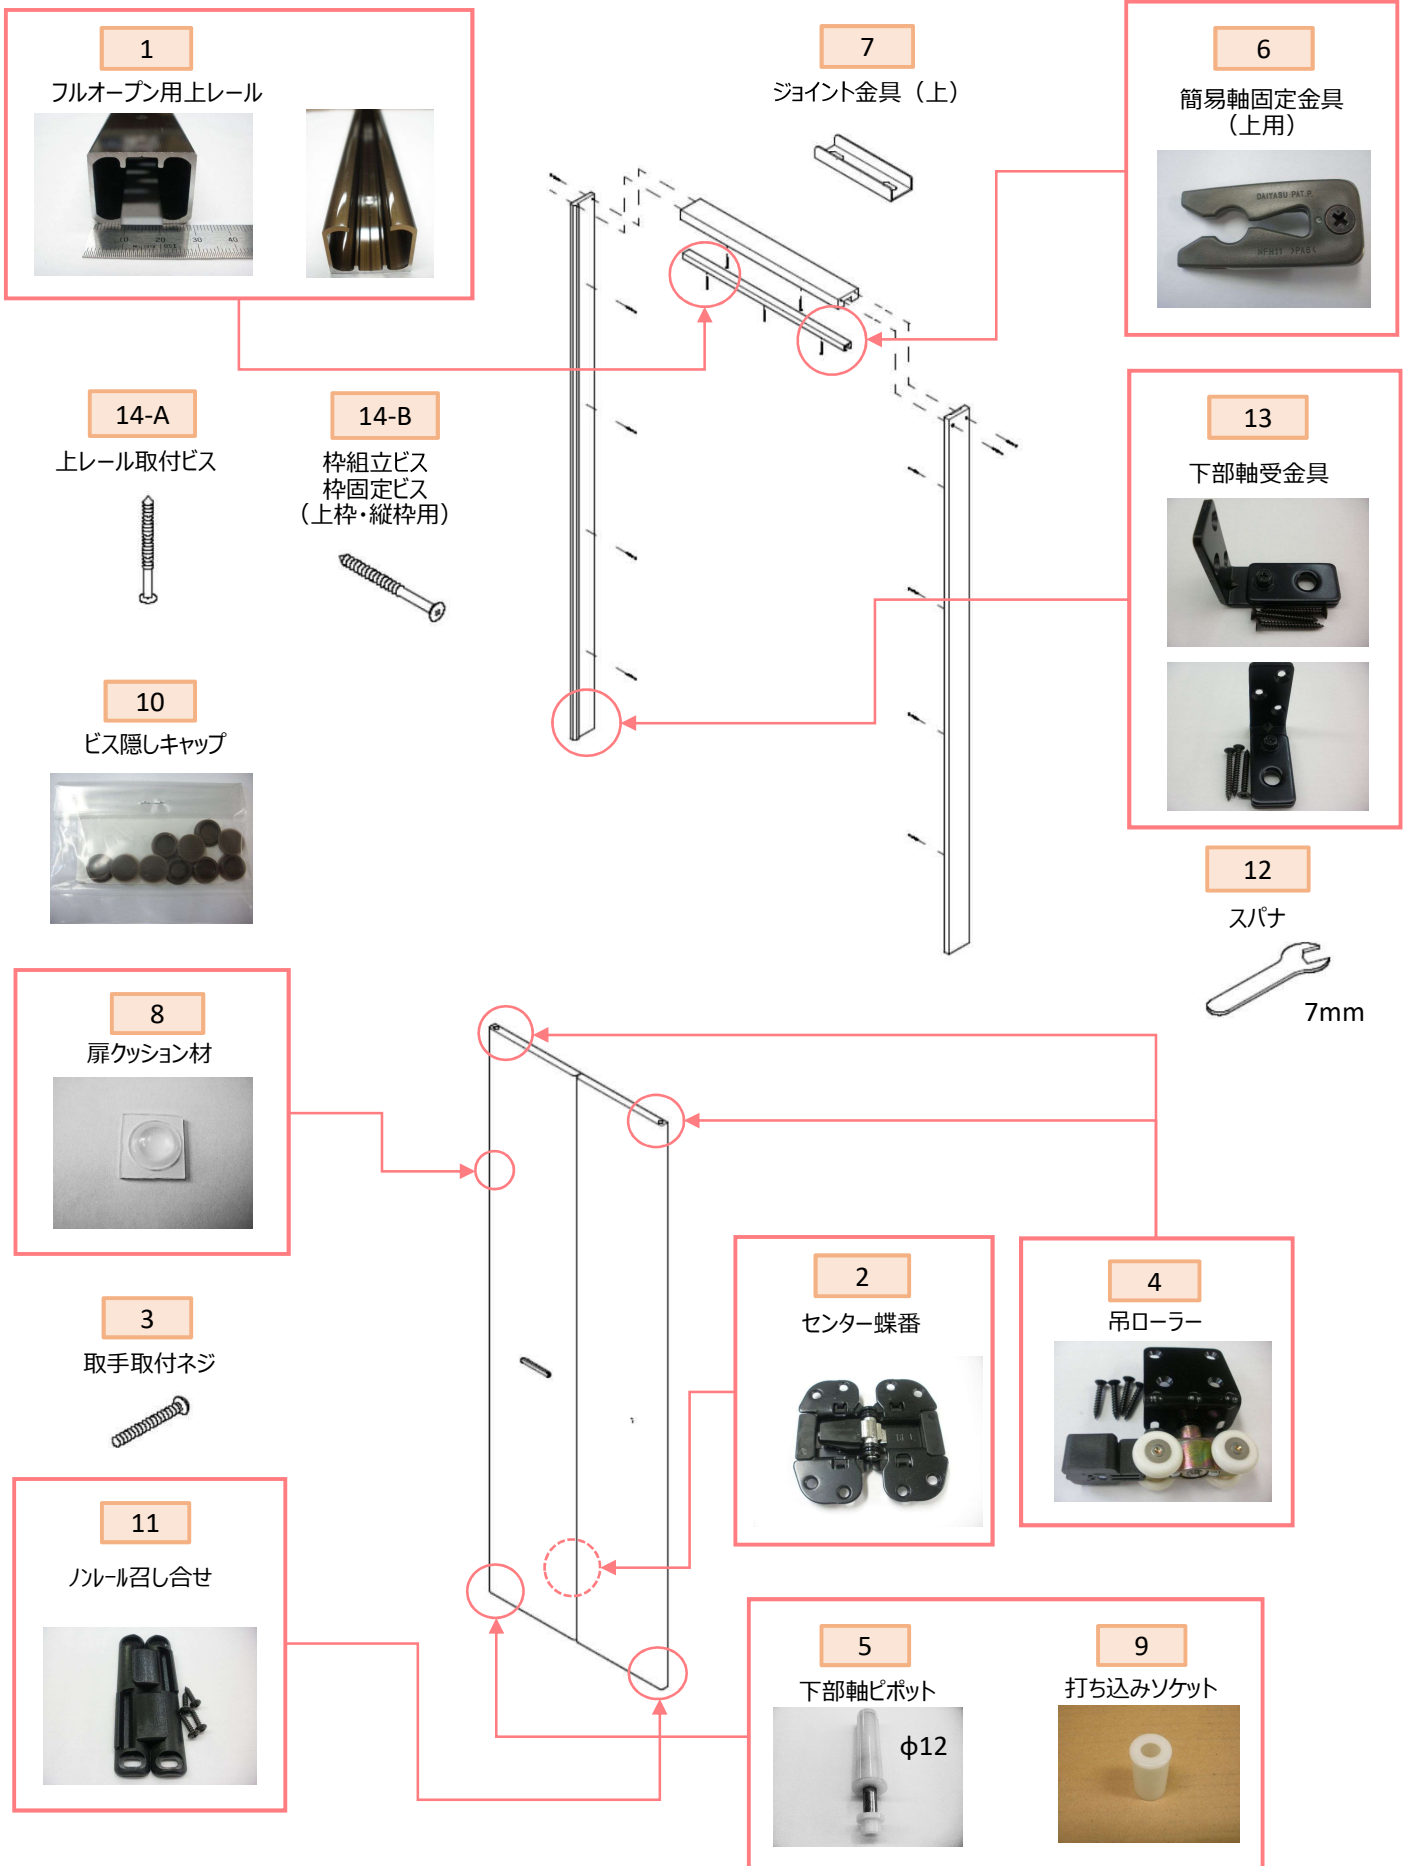 1
フルオープン用上レール
10 20 30 40
7
ジョイント金具（上）
6
簡易軸固定金具
（上用）
DAIYASU PAT.P.
14-A
上レール取付ビス
14-B
枠組立ビス
枠固定ビス
（上枠・縦枠用）
13
下部軸受金具
10
ビス隠しキャップ
12
スパナ
7mm
8
扉クッション材
3
取手取付ネジ
2
センター蝶番
4
吊ローラー
11
ノンレール召し合せ
5
下部軸ピボット
φ12
9
打ち込みソケット